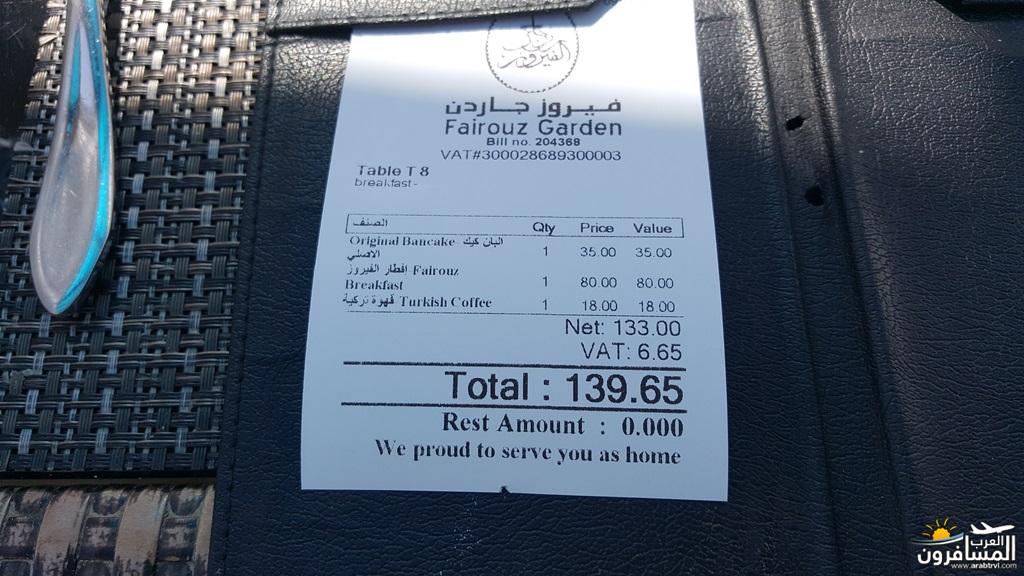 فيروز جاردن
Fairouz Garden
Bill no. 204368
VAT#300028689300003
Table T 8
breakfast-
الصنف Qty Price Value
Original Bancake البان كيك
الاصلي 1 35.00 35.00
افطار الفيروز Fairouz
Breakfast 1 80.00 80.00
قهوة تركية Turkish Coffee 1 18.00 18.00
Net: 133.00
VAT: 6.65
Total : 139.65
Rest Amount : 0.000
We proud to serve you as home
العرب
المسافرون
www.arabtrvl.com